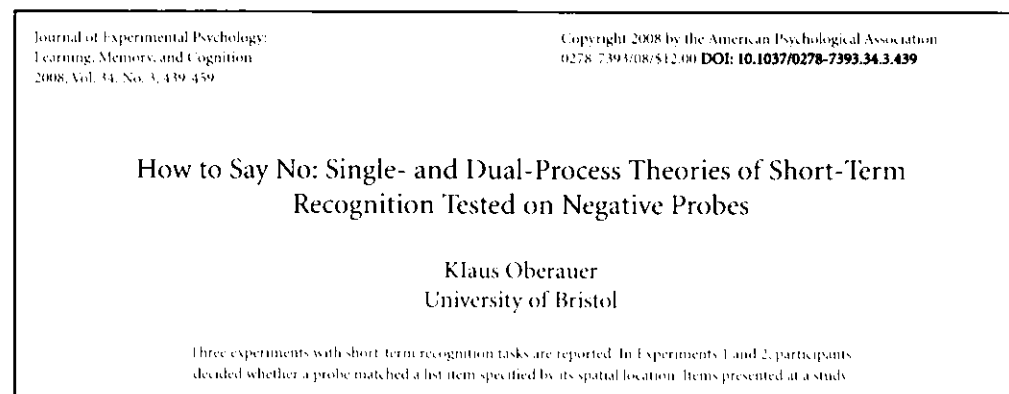 Journal of Experimental Psychology:
Learning, Memory, and Cognition
2008, Vol. 34, No. 3, 439–459
Copyright 2008 by the American Psychological Association
0278-7393/08/$12.00 DOI: 10.1037/0278-7393.34.3.439
How to Say No: Single- and Dual-Process Theories of Short-Term
Recognition Tested on Negative Probes
Klaus Oberauer
University of Bristol
Three experiments with short-term recognition tasks are reported. In Experiments 1 and 2, participants
decided whether a probe matched a list item specified by its spatial location. Items presented at a study